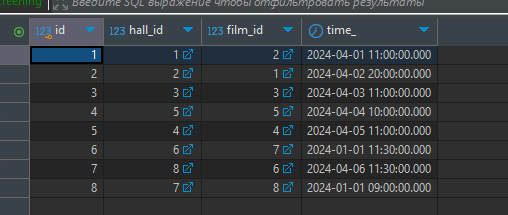 creening Введите SQL выражение чтобы отфильтровать результаты
123 id 123 hall_id 123 film_id time_
1 1 2 2024-04-01 11:00:00.000
2 2 1 2024-04-02 20:00:00.000
3 3 3 2024-04-03 11:00:00.000
4 5 5 2024-04-04 10:00:00.000
5 4 4 2024-04-05 11:00:00.000
6 6 7 2024-01-01 11:30:00.000
7 8 6 2024-04-06 11:30:00.000
8 7 8 2024-01-01 09:00:00.000